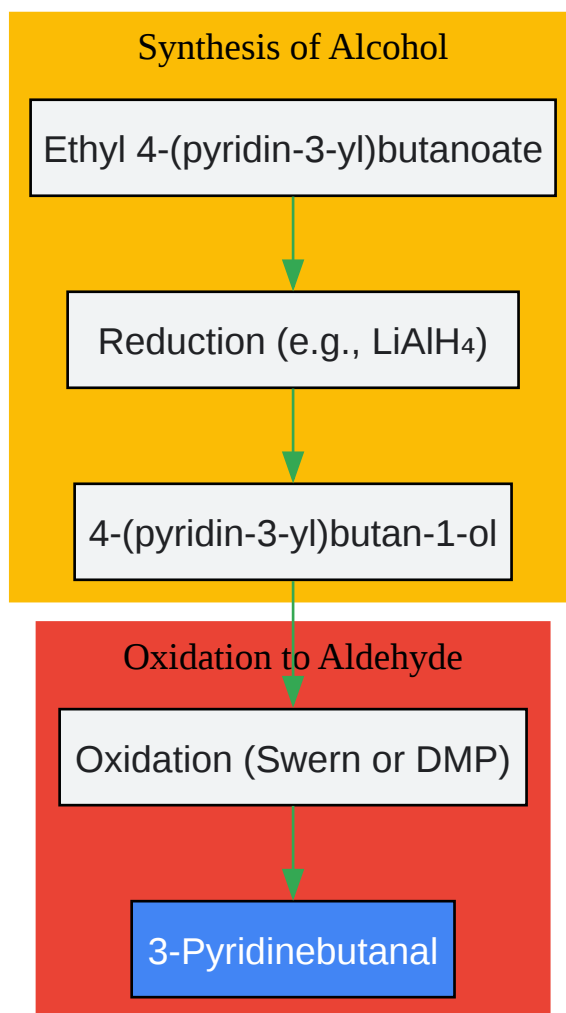 Synthesis of Alcohol
Ethyl 4-(pyridin-3-yl)butanoate
Reduction (e.g., LiAlH₄)
4-(pyridin-3-yl)butan-1-ol
Oxidation to Aldehyde
Oxidation (Swern or DMP)
3-Pyridinebutanal